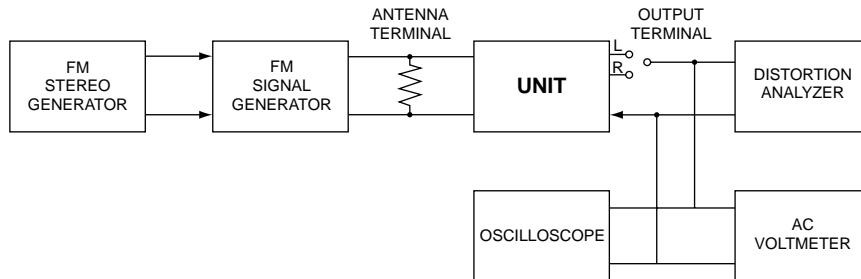 ANTENNA
TERMINAL
OUTPUT
TERMINAL
FM
STEREO
GENERATOR
FM
SIGNAL
GENERATOR
UNIT
L
R
DISTORTION
ANALYZER
OSCILLOSCOPE
AC
VOLTMETER